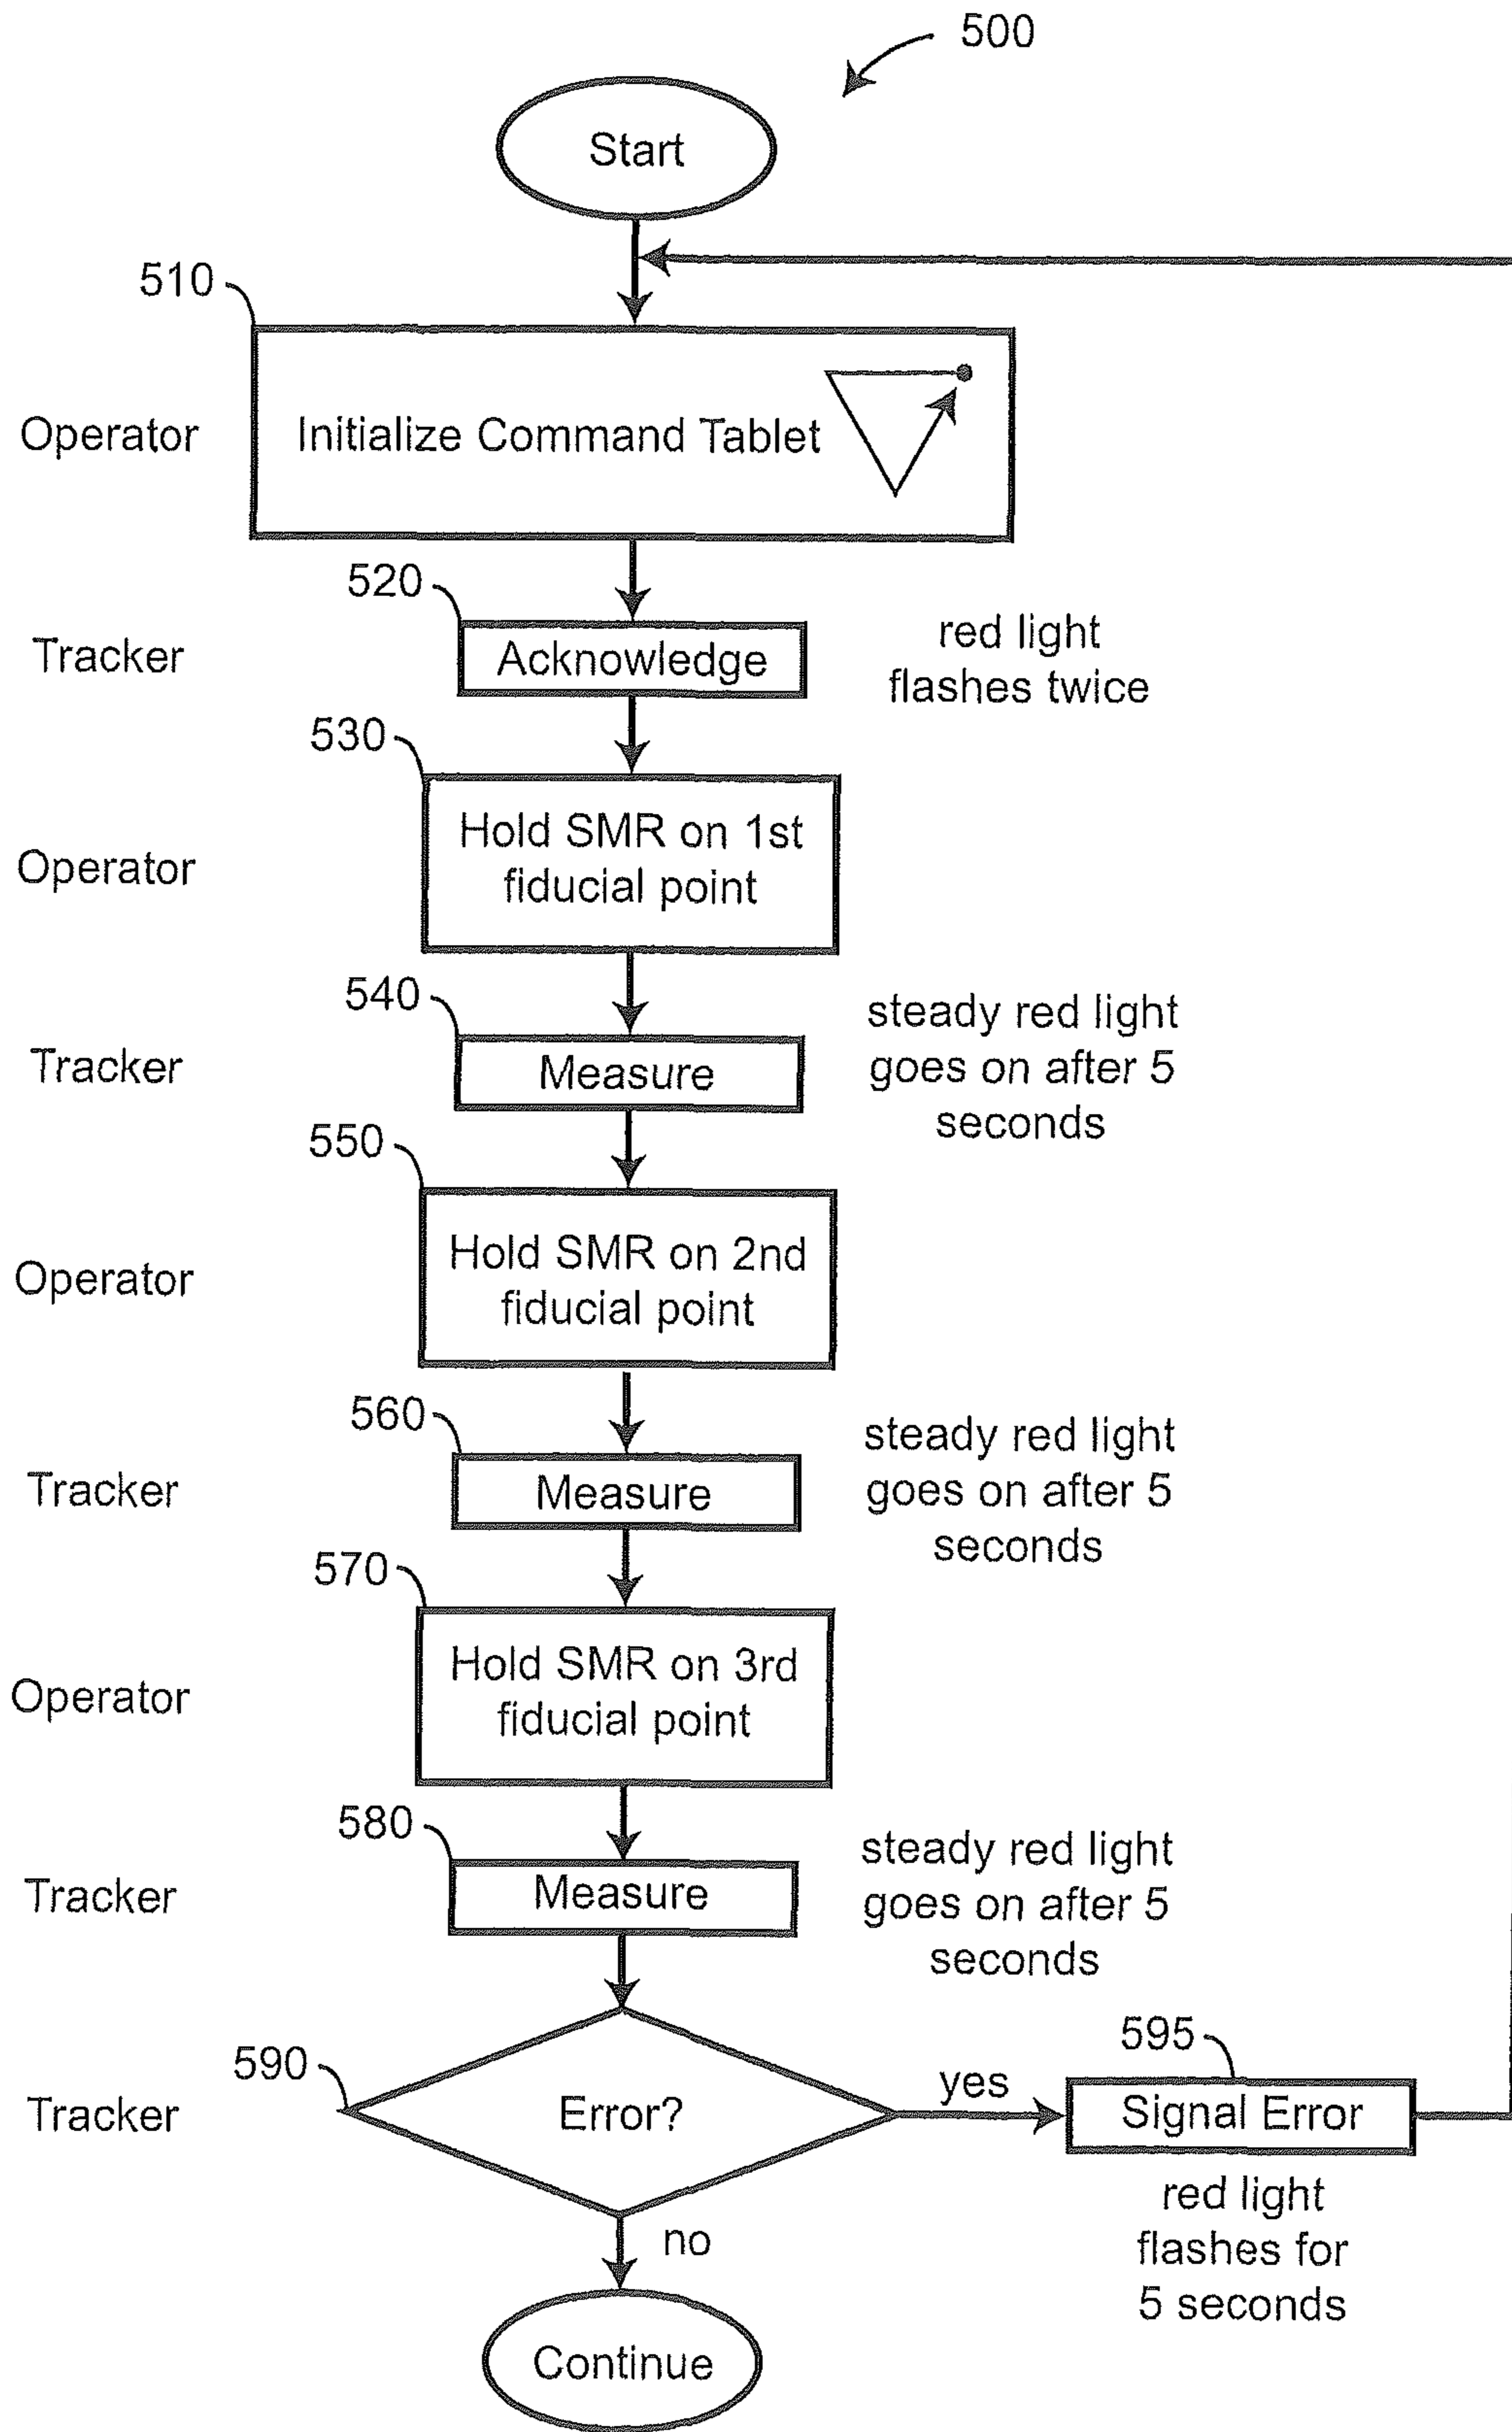 500
Start
510
Operator
Initialize Command Tablet
520
Tracker
Acknowledge
red light
flashes twice
530
Operator
Hold SMR on 1st
fiducial point
540
Tracker
Measure
steady red light
goes on after 5
seconds
550
Operator
Hold SMR on 2nd
fiducial point
560
Tracker
Measure
steady red light
goes on after 5
seconds
570
Operator
Hold SMR on 3rd
fiducial point
580
Tracker
Measure
steady red light
goes on after 5
seconds
590
Tracker
Error?
yes
595
Signal Error
red light
flashes for
5 seconds
no
Continue